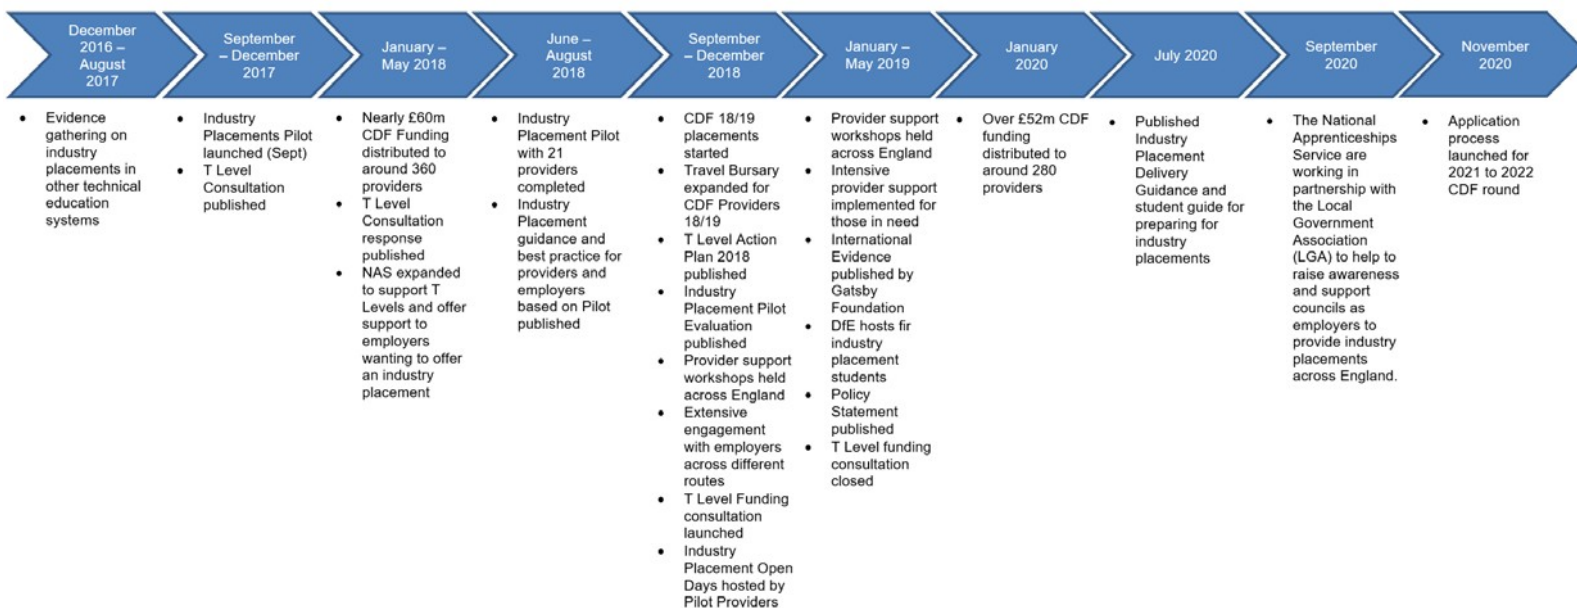 December
2016 –
August
2017
September
– December
2017
January –
May 2018
June –
August
2018
September
– December
2018
January –
May 2019
January
2020
July 2020
September
2020
November
2020
• Evidence
gathering on
industry
placements in
other technical
education
systems
• Industry
Placements Pilot
launched (Sept)
• T Level
Consultation
published
• Nearly £60m
CDF Funding
distributed to
around 360
providers
• T Level
Consultation
response
published
• NAS expanded
to support T
Levels and offer
support to
employers
wanting to offer
an industry
placement
• Industry
Placement Pilot
with 21
providers
completed
• Industry
Placement
guidance and
best practice for
providers and
employers
based on Pilot
published
• CDF 18/19
placements
started
• Travel Bursary
expanded for
CDF Providers
18/19
• T Level Action
Plan 2018
published
• Industry
Placement Pilot
Evaluation
published
• Provider support
workshops held
across England
• Extensive
engagement
with employers
across different
routes
• T Level Funding
consultation
launched
• Industry
Placement Open
Days hosted by
Pilot Providers
• Provider support
workshops held
across England
• Intensive
provider support
implemented for
those in need
• International
Evidence
published by
Gatsby
Foundation
• DfE hosts fir
industry
placement
students
• Policy
Statement
published
• T Level funding
consultation
closed
• Over £52m CDF
funding
distributed to
around 280
providers
• Published
Industry
Placement
Delivery
Guidance and
student guide for
preparing for
industry
placements
• The National
Apprenticeships
Service are
working in
partnership with
the Local
Government
Association
(LGA) to help to
raise awareness
and support
councils as
employers to
provide industry
placements
across England.
• Application
process
launched for
2021 to 2022
CDF round